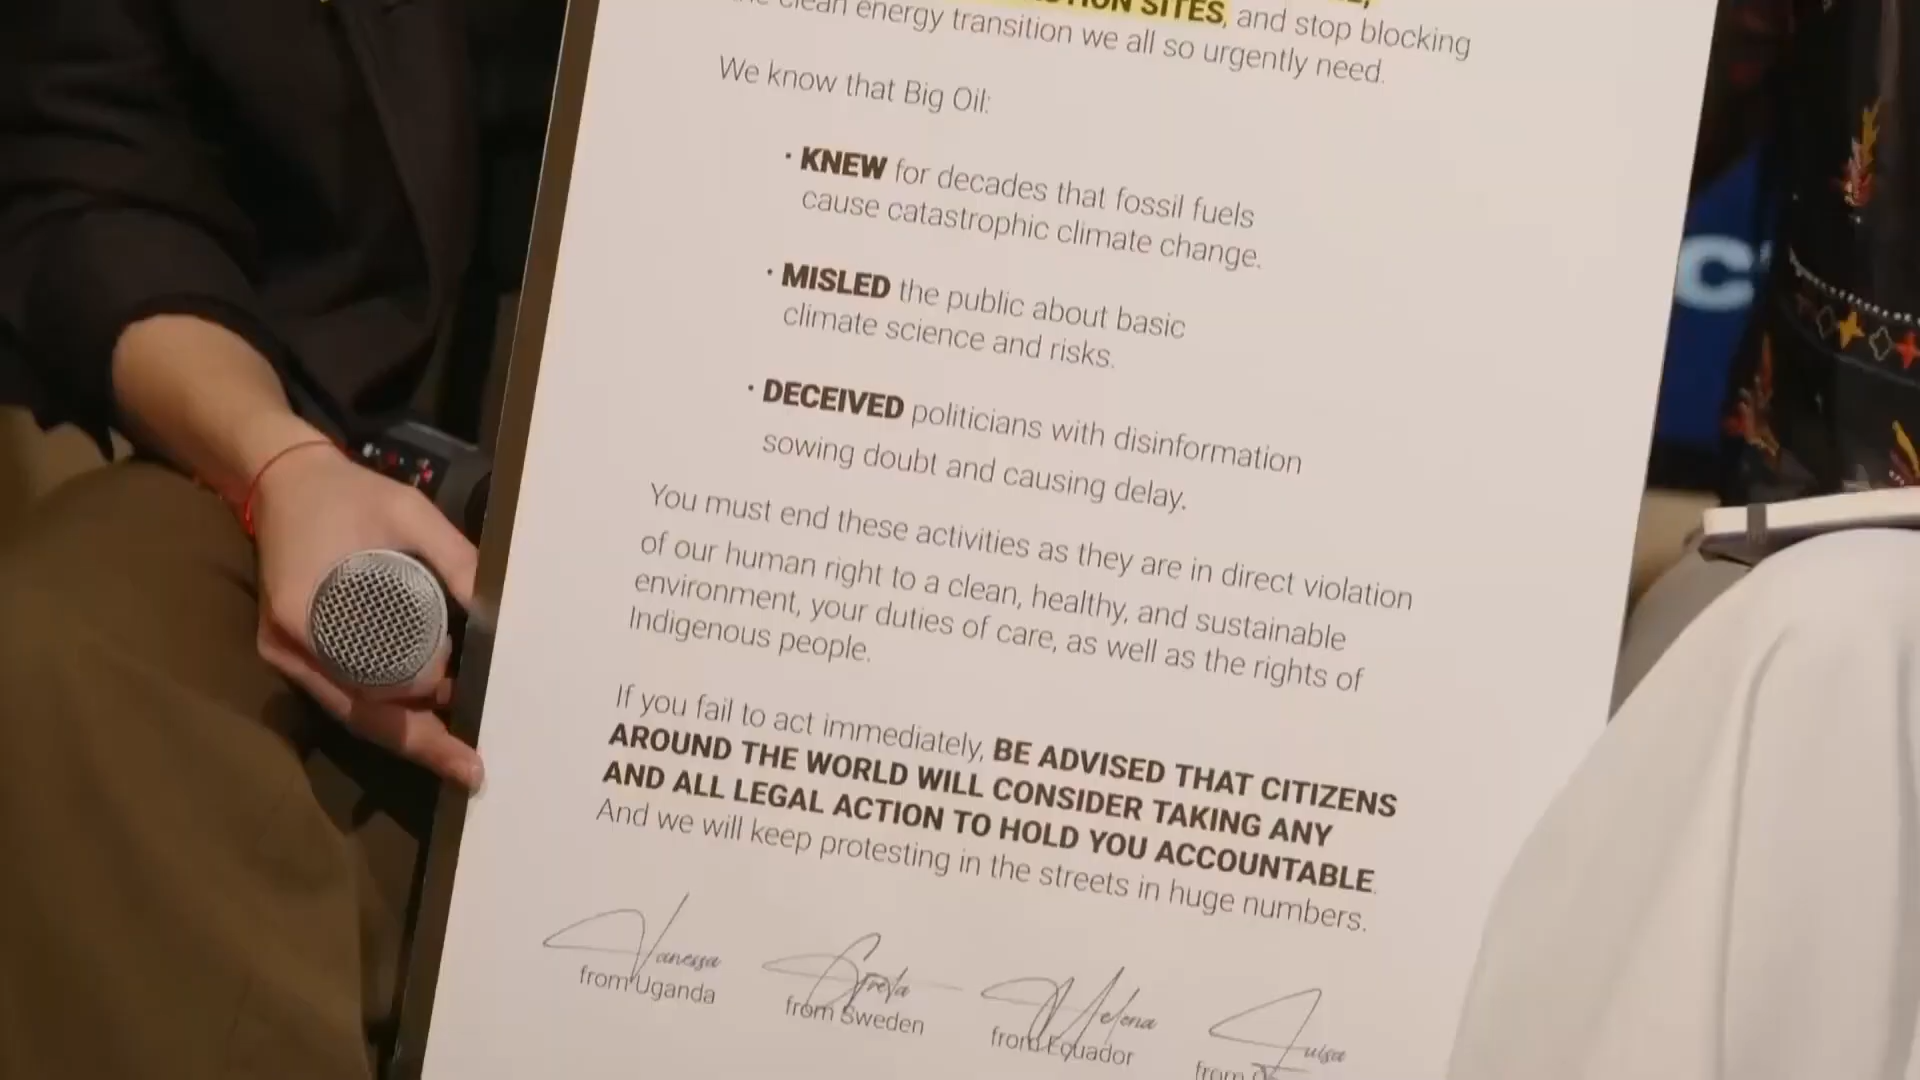 SITES, and stop blocking
clean energy transition we all so urgently need.
We know that Big Oil:
· KNEW for decades that fossil fuels
cause catastrophic climate change.
· MISLED the public about basic
climate science and risks.
· DECEIVED politicians with disinformation
sowing doubt and causing delay.
You must end these activities as they are in direct violation
of our human right to a clean, healthy, and sustainable
environment, your duties of care, as well as the rights of
Indigenous people.
If you fail to act immediately, BE ADVISED THAT CITIZENS
AROUND THE WORLD WILL CONSIDER TAKING ANY
AND ALL LEGAL ACTION TO HOLD YOU ACCOUNTABLE.
And we will keep protesting in the streets in huge numbers.
Vanessa
from Uganda
Greta
from Sweden
Helena
from Equador
Luisa
from